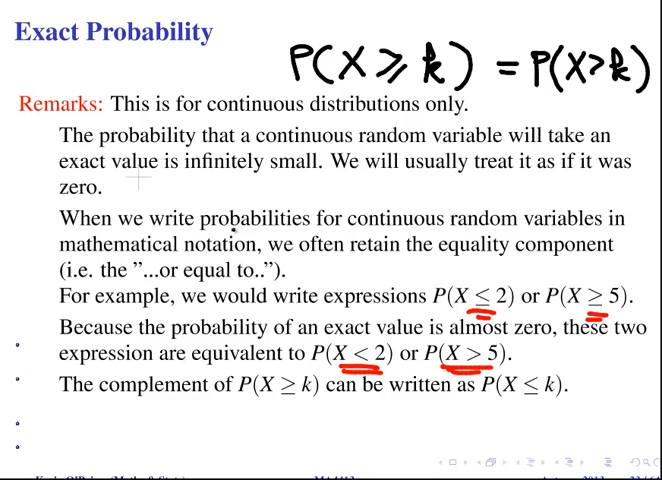 Exact Probability
P(X ≥ k) = P(X > k)
Remarks: This is for continuous distributions only.
The probability that a continuous random variable will take an
exact value is infinitely small. We will usually treat it as if it was
zero.
When we write probabilities for continuous random variables in
mathematical notation, we often retain the equality component
(i.e. the "...or equal to..").
For example, we would write expressions P(X ≤ 2) or P(X ≥ 5).
Because the probability of an exact value is almost zero, these two
expression are equivalent to P(X < 2) or P(X > 5).
The complement of P(X ≥ k) can be written as P(X ≤ k).